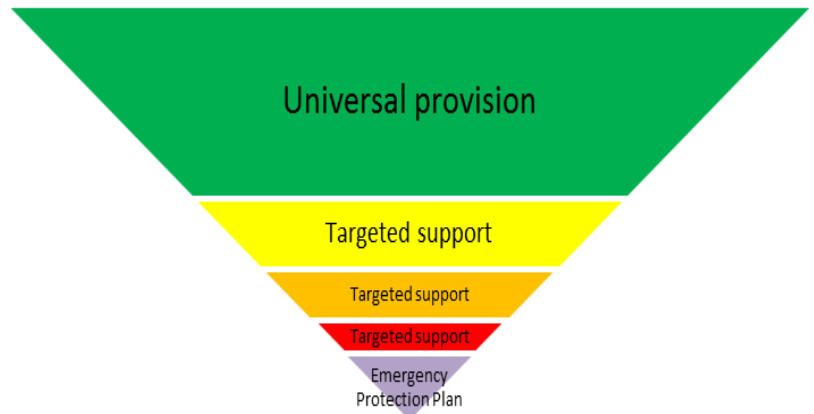 Universal provision
Targeted support
Targeted support
Targeted support
Emergency
Protection Plan